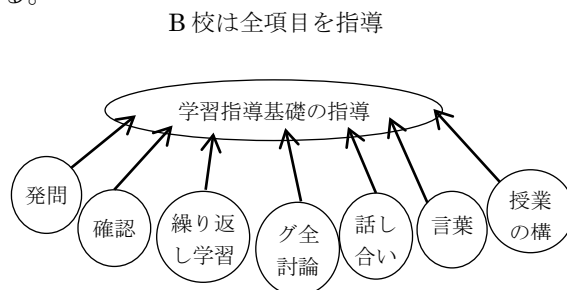 る。
B 校は全項目を指導
学習指導基礎の指導
発問
確認
繰り返
し学習
グ全
討論
話し
合い
言葉
授業
の構